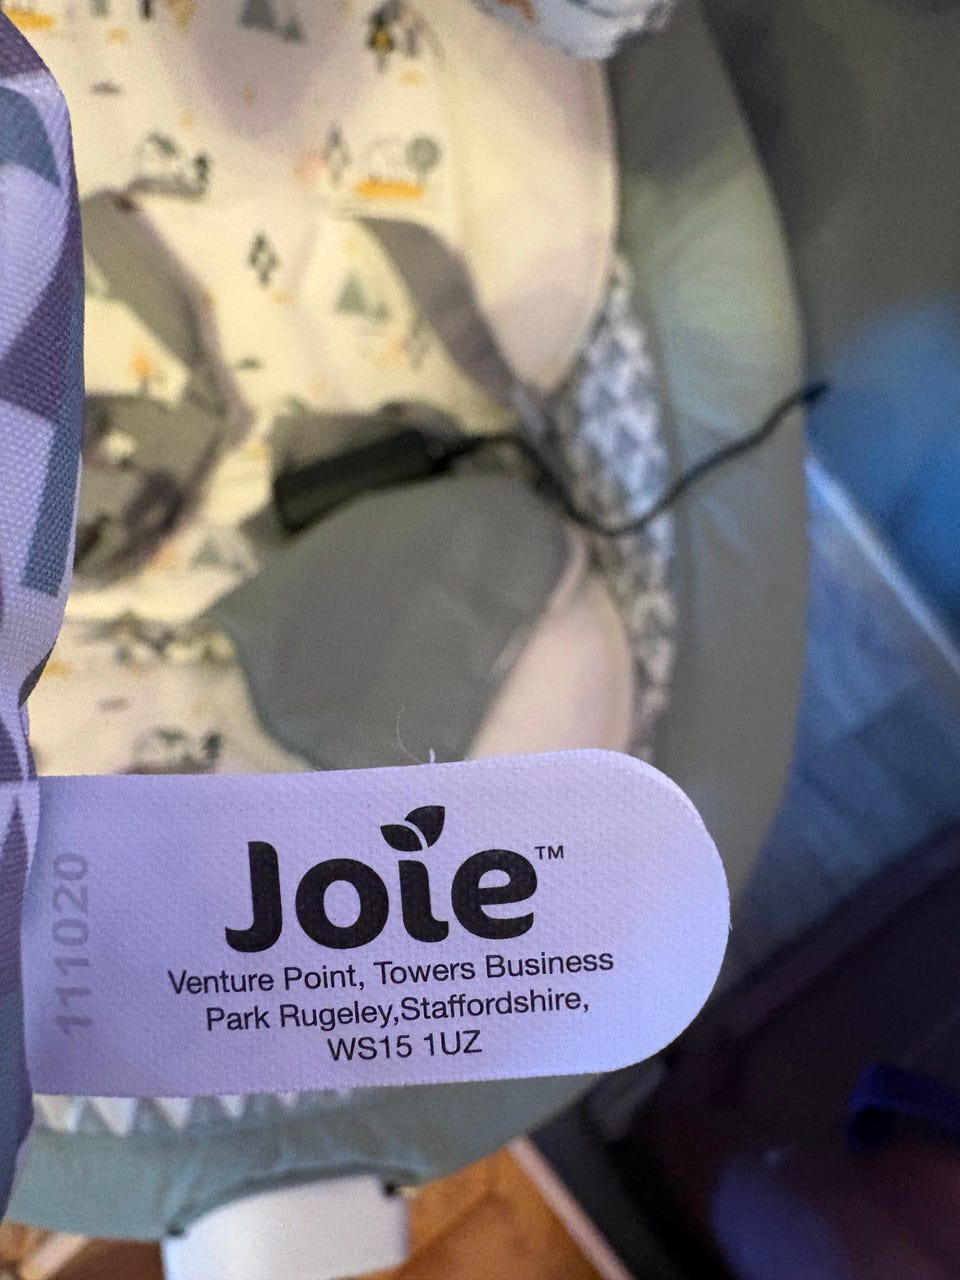 Joie™
Venture Point, Towers Business
Park Rugeley,Staffordshire,
WS15 1UZ
111020